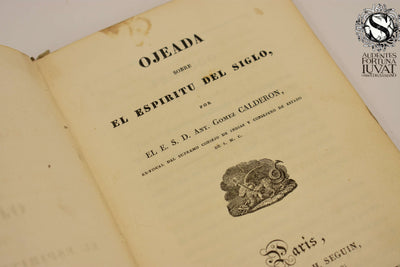 OJEADA
SOBRE
EL ESPIRITU DEL SIGLO,
POR
EL E. S. D. ANT. GOMEZ CALDERON,
EX-FISCAL DEL SUPREMO CONSEJO DE INDIAS Y CONSEJERO DE ESTADO
DE S. M. C.
Paris,
SEGUIN,
S
AUDENTES
FORTUNA
IUVAT